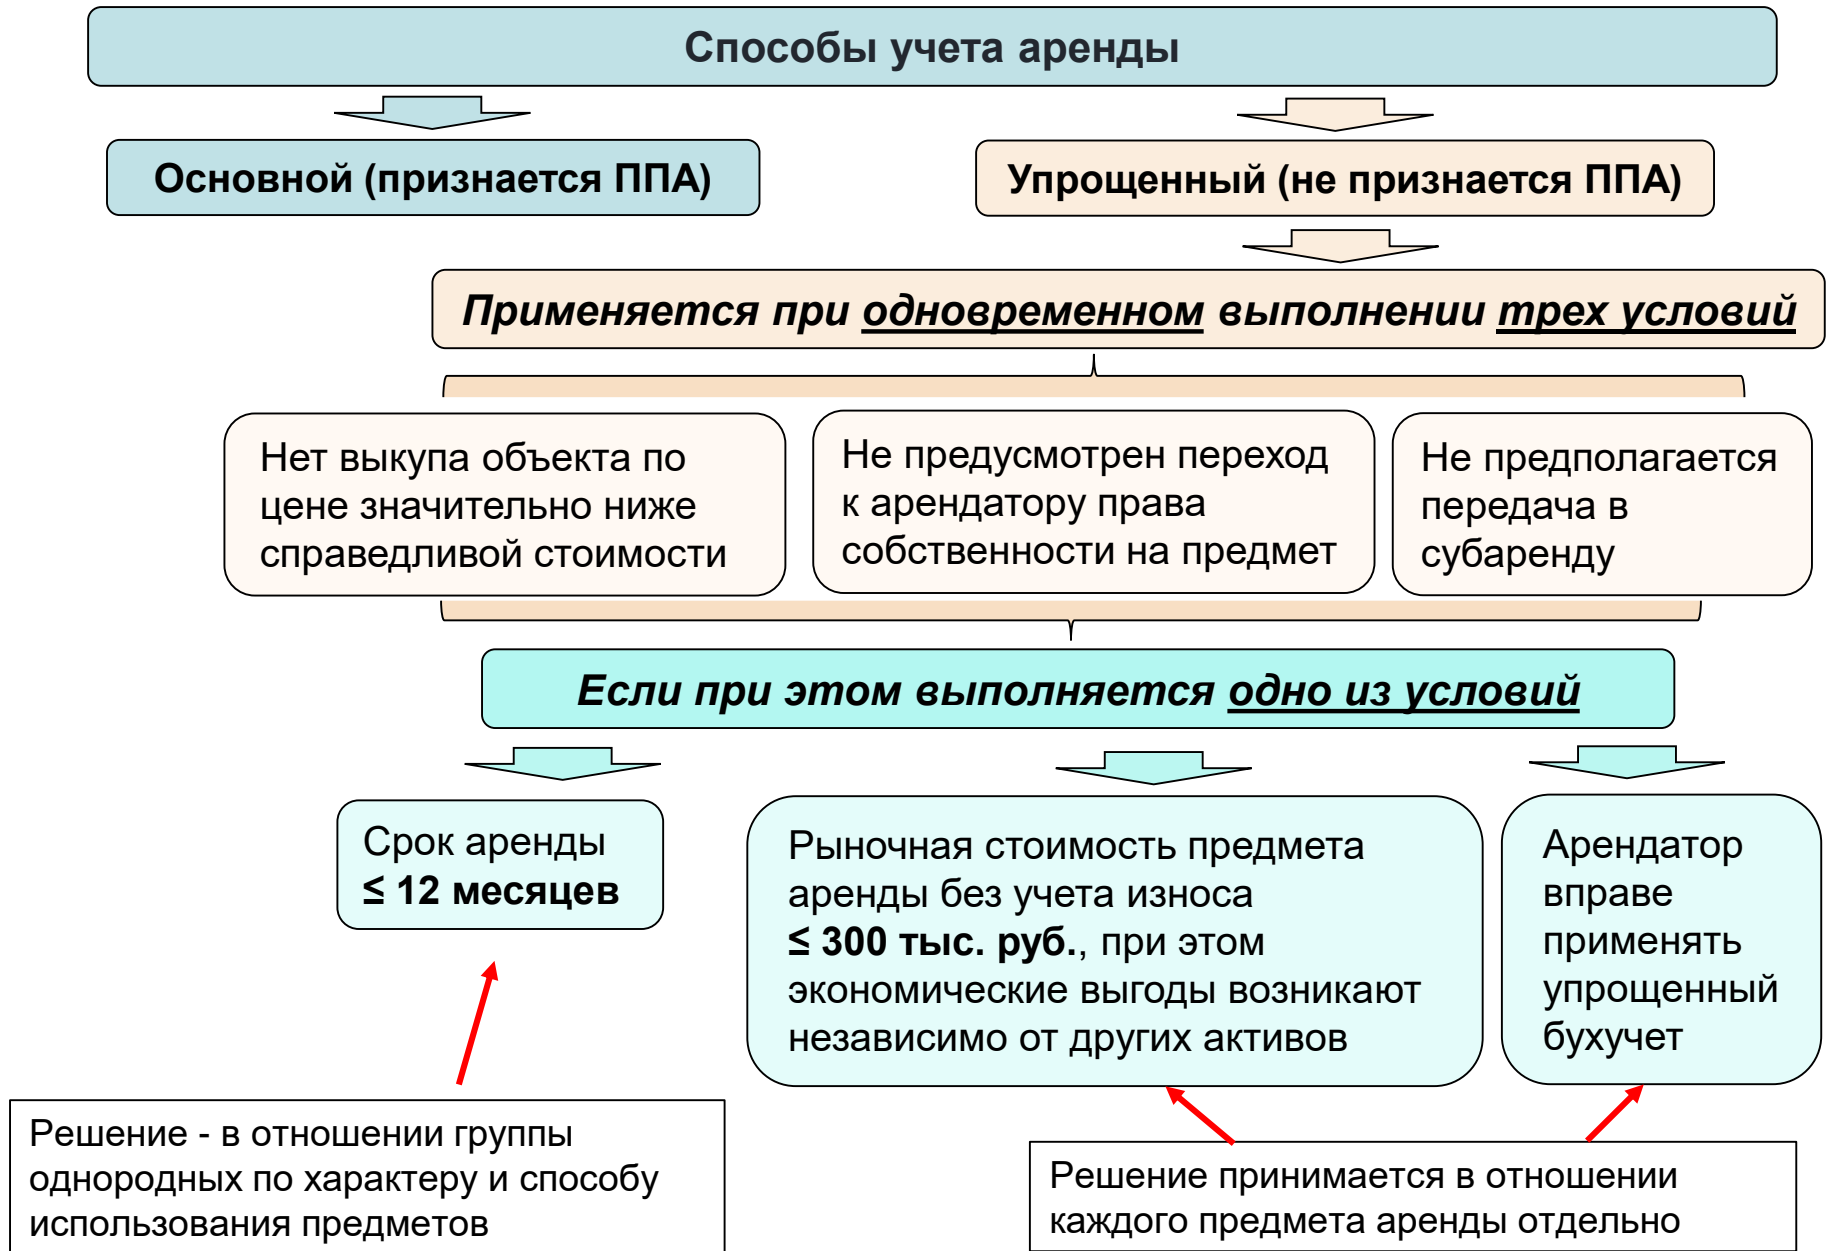 Способы учета аренды
Основной (признается ППА)
Упрощенный (не признается ППА)
Применяется при одновременном выполнении трех условий
Нет выкупа объекта по
цене значительно ниже
справедливой стоимости
Не предусмотрен переход
к арендатору права
собственности на предмет
Не предполагается
передача в
субаренду
Если при этом выполняется одно из условий
Срок аренды
≤ 12 месяцев
Рыночная стоимость предмета
аренды без учета износа
≤ 300 тыс. руб., при этом
экономические выгоды возникают
независимо от других активов
Арендатор
вправе
применять
упрощенный
бухучет
Решение - в отношении группы
однородных по характеру и способу
использования предметов
Решение принимается в отношении
каждого предмета аренды отдельно